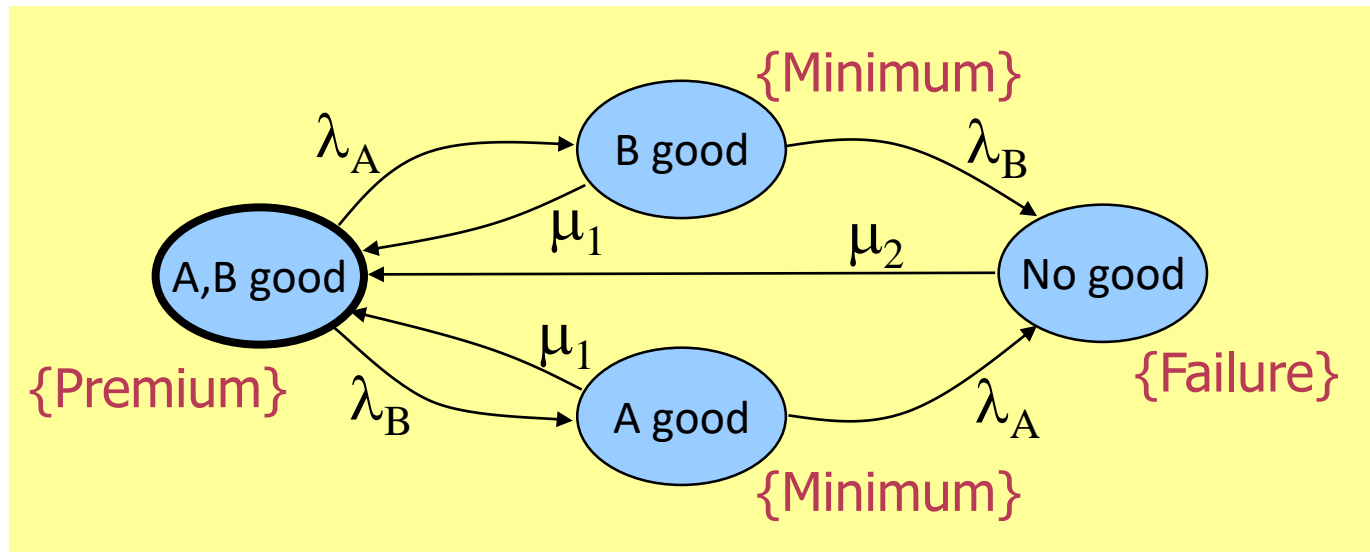 {Minimum}
λA
B good
λB
μ1
μ2
A,B good
No good
μ1
{Premium}
{Failure}
λB
A good
λA
{Minimum}